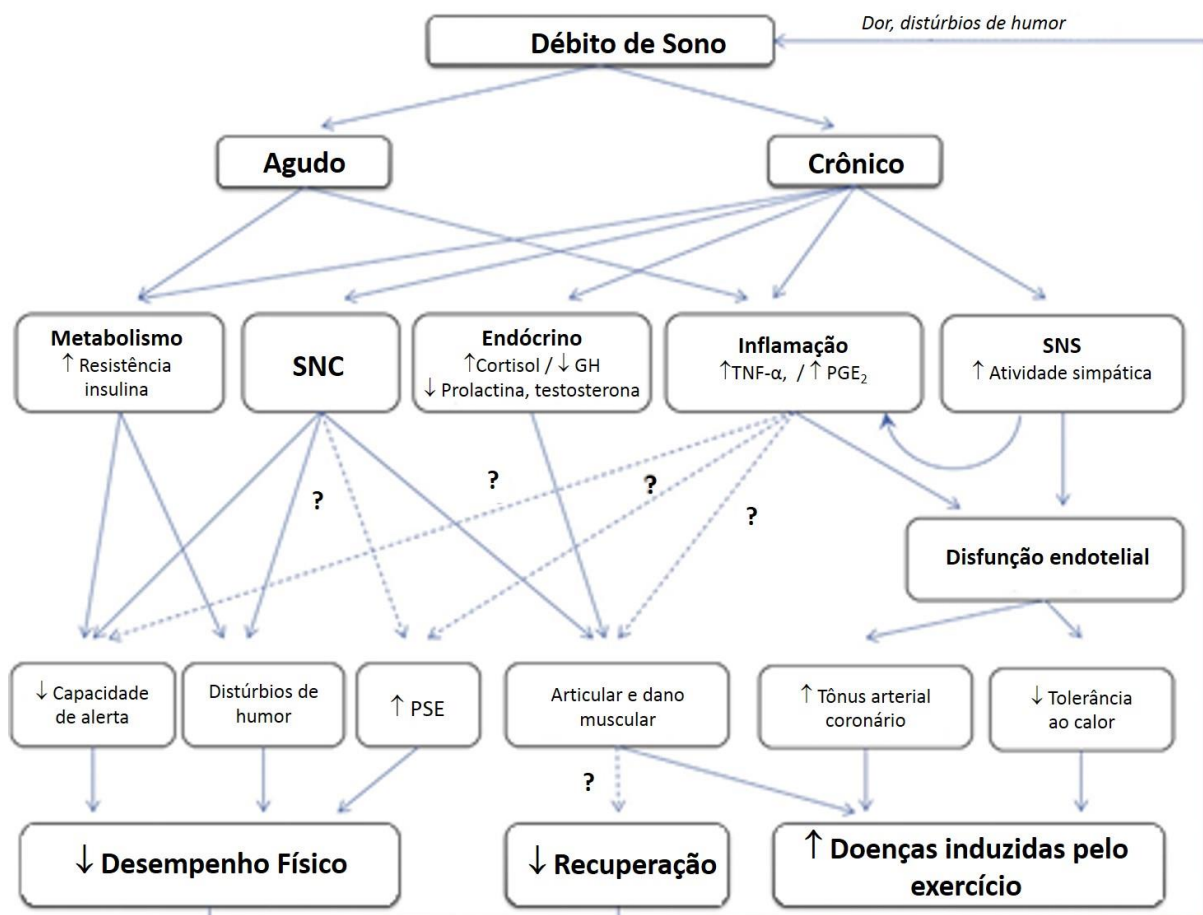 Dor, distúrbios de humor
Débito de Sono
Agudo
Crônico
Metabolismo
↑ Resistência
insulina
SNC
Endócrino
↑Cortisol / ↓ GH
↓ Prolactina, testosterona
Inflamação
↑TNF-α, / ↑ PGE₂
SNS
↑ Atividade simpática
?
?
?
?
Disfunção endotelial
↓ Capacidade
de alerta
Distúrbios de
humor
↑ PSE
Articular e dano
muscular
↑ Tônus arterial
coronário
↓ Tolerância
ao calor
?
↓ Desempenho Físico
↓ Recuperação
↑ Doenças induzidas pelo
exercício